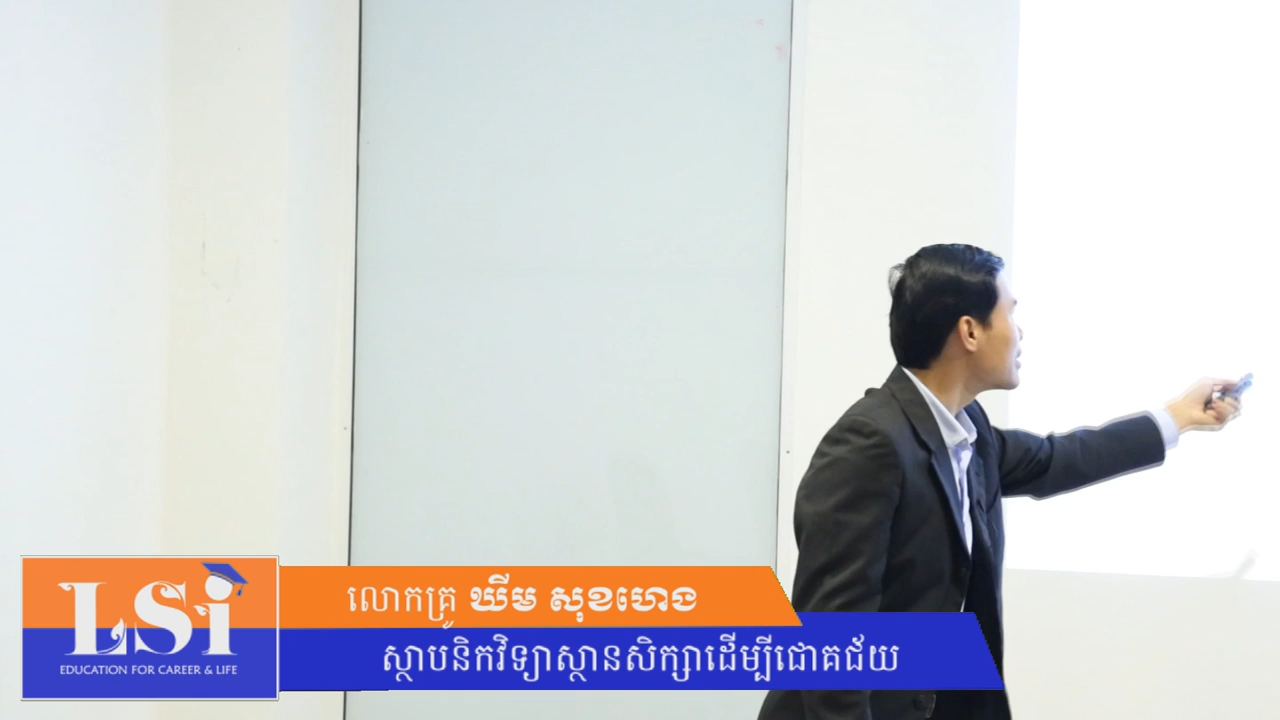 លោកគ្រូ ឃឹម សុខហេង
LSi
EDUCATION FOR CAREER & LIFE
ស្ថាបនិកវិទ្យាស្ថានសិក្សាដើម្បីជោគជ័យ